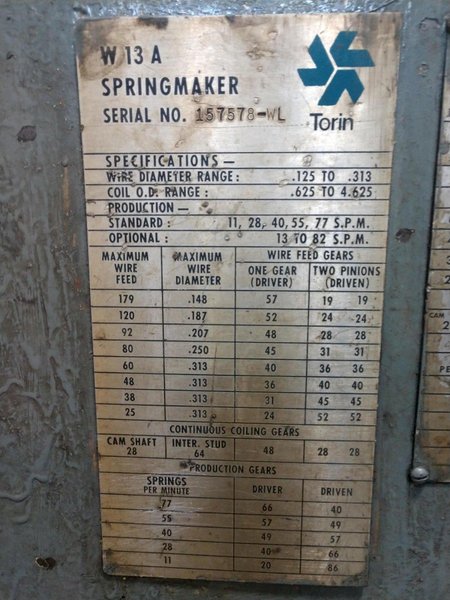 W 13 A
SPRINGMAKER
SERIAL NO. 157578-WL
Torin
SPECIFICATIONS —
WIRE DIAMETER RANGE : .125 TO .313
COIL O.D. RANGE : .625 TO 4.625
PRODUCTION —
STANDARD : 11, 28, 40, 55, 77 S.P.M.
OPTIONAL : 13 TO 82 S.P.M.
MAXIMUM WIRE FEED MAXIMUM WIRE DIAMETER WIRE FEED GEARS
ONE GEAR (DRIVER) TWO PINIONS (DRIVEN)
179 .148 57 19 19
120 .187 52 24 24
92 .207 48 28 28
80 .250 45 31 31
60 .313 40 36 36
48 .313 36 40 40
38 .313 31 45 45
25 .313 24 52 52
CONTINUOUS COILING GEARS
CAM SHAFT 28 INTER. STUD 64 48 28 28
PRODUCTION GEARS
SPRINGS PER MINUTE DRIVER DRIVEN
77 66 40
55 57 49
40 49 57
28 40 66
11 20 86
CAM
2
PE